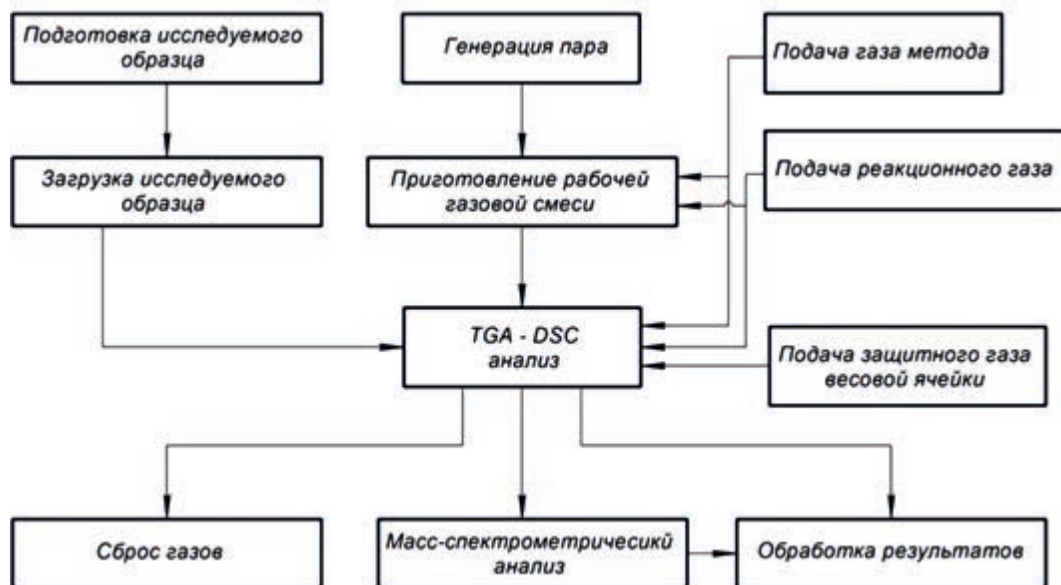 Подготовка исследуемого
образца
Генерация пара
Подача газа метода
Загрузка исследуемого
образца
Приготовление рабочей
газовой смеси
Подача реакционного газа
TGA - DSC
анализ
Подача защитного газа
весовой ячейки
Сброс газов
Масс-спектрометричесикй
анализ
Обработка результатов